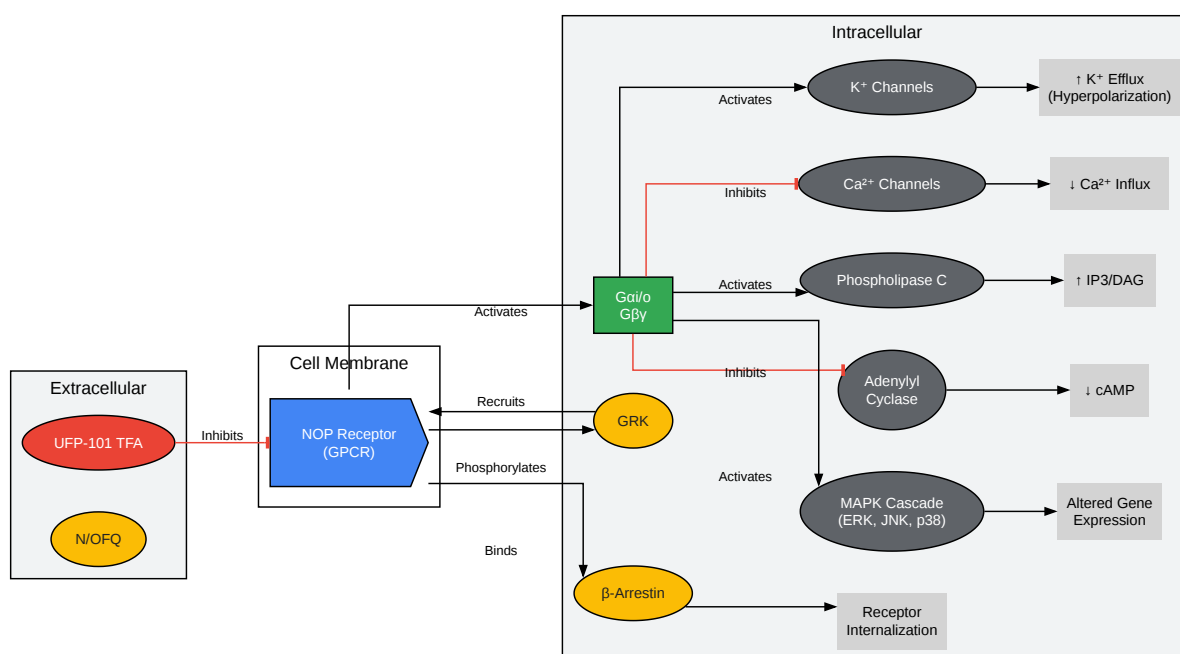 Intracellular
K⁺ Channels
Activates
↑ K⁺ Efflux
(Hyperpolarization)
Ca²⁺ Channels
Inhibits
↓ Ca²⁺ Influx
Phospholipase C
Activates
↑ IP3/DAG
Gαi/o
Gβγ
Activates
Cell Membrane
Inhibits
Adenylyl
Cyclase
↓ cAMP
Extracellular
Recruits
GRK
UFP-101 TFA
Inhibits
NOP Receptor
(GPCR)
Phosphorylates
Activates
MAPK Cascade
(ERK, JNK, p38)
Altered Gene
Expression
N/OFQ
Binds
β-Arrestin
Receptor
Internalization